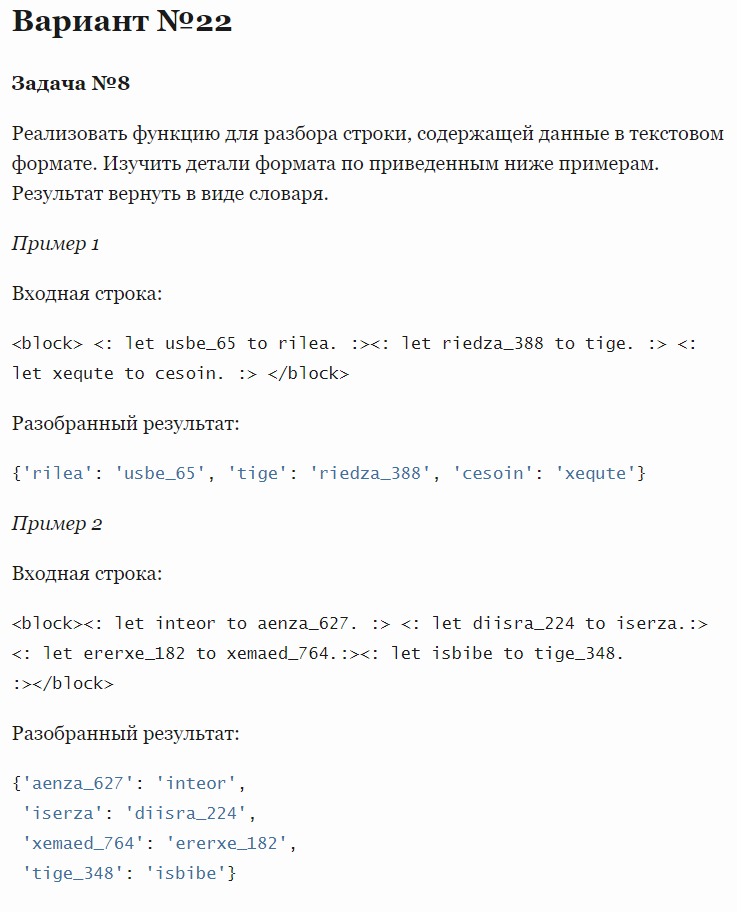 Вариант №22
Задача №8
Реализовать функцию для разбора строки, содержащей данные в текстовом
формате. Изучить детали формата по приведенным ниже примерам.
Результат вернуть в виде словаря.
Пример 1
Входная строка:
<block> <: let usbe_65 to rilea. :><: let riedza_388 to tige. :> <:
let xequte to cesoin. :> </block>
Разобранный результат:
{'rilea': 'usbe_65', 'tige': 'riedza_388', 'cesoin': 'xequte'}
Пример 2
Входная строка:
<block><: let inteor to aenza_627. :> <: let diisra_224 to iserza.:>
<: let ererxe_182 to xemaed_764.:><: let isbibe to tige_348.
:></block>
Разобранный результат:
{'aenza_627': 'inteor',
'iserza': 'diisra_224',
'xemaed_764': 'ererxe_182',
'tige_348': 'isbibe'}